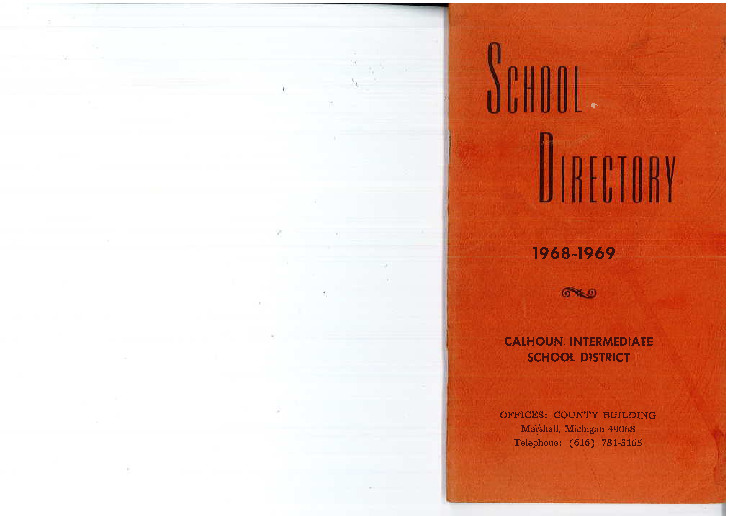 SCHOOL
DIRECTORY
1968-1969
CALHOUN INTERMEDIATE
SCHOOL DISTRICT
OFFICES: COUNTY BUILDING
Marshall, Michigan 49068
Telephone: (616) 781-3165